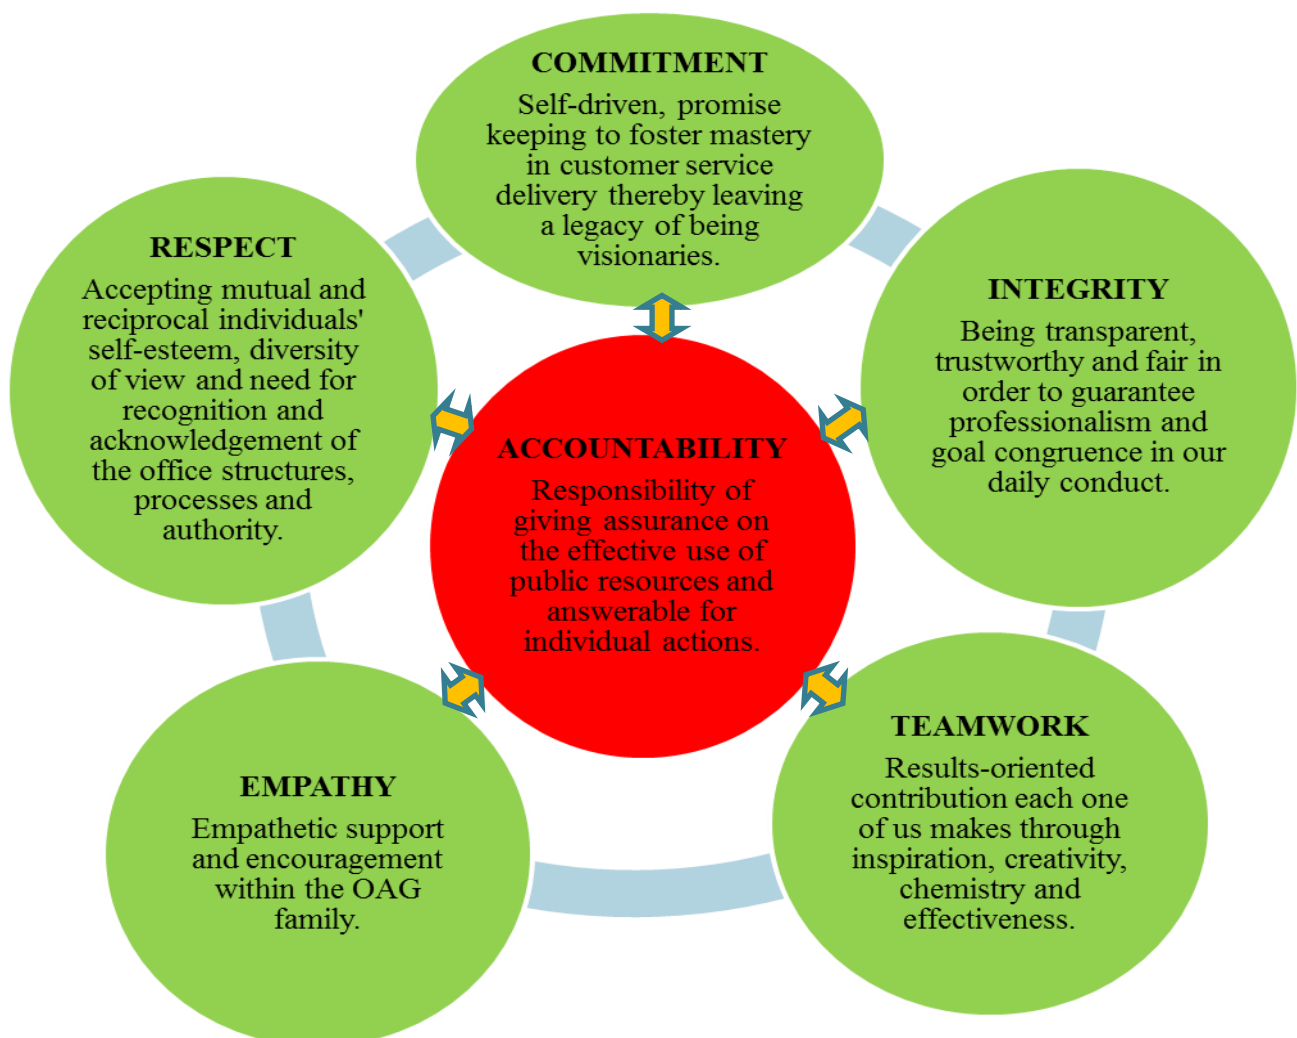 COMMITMENT
Self-driven, promise
keeping to foster mastery
in customer service
delivery thereby leaving
a legacy of being
visionaries.
RESPECT
Accepting mutual and
reciprocal individuals'
self-esteem, diversity
of view and need for
recognition and
acknowledgement of
the office structures,
processes and
authority.
INTEGRITY
Being transparent,
trustworthy and fair in
order to guarantee
professionalism and
goal congruence in our
daily conduct.
ACCOUNTABILITY
Responsibility of
giving assurance on
the effective use of
public resources and
answerable for
individual actions.
EMPATHY
Empathetic support
and encouragement
within the OAG
family.
TEAMWORK
Results-oriented
contribution each one
of us makes through
inspiration, creativity,
chemistry and
effectiveness.